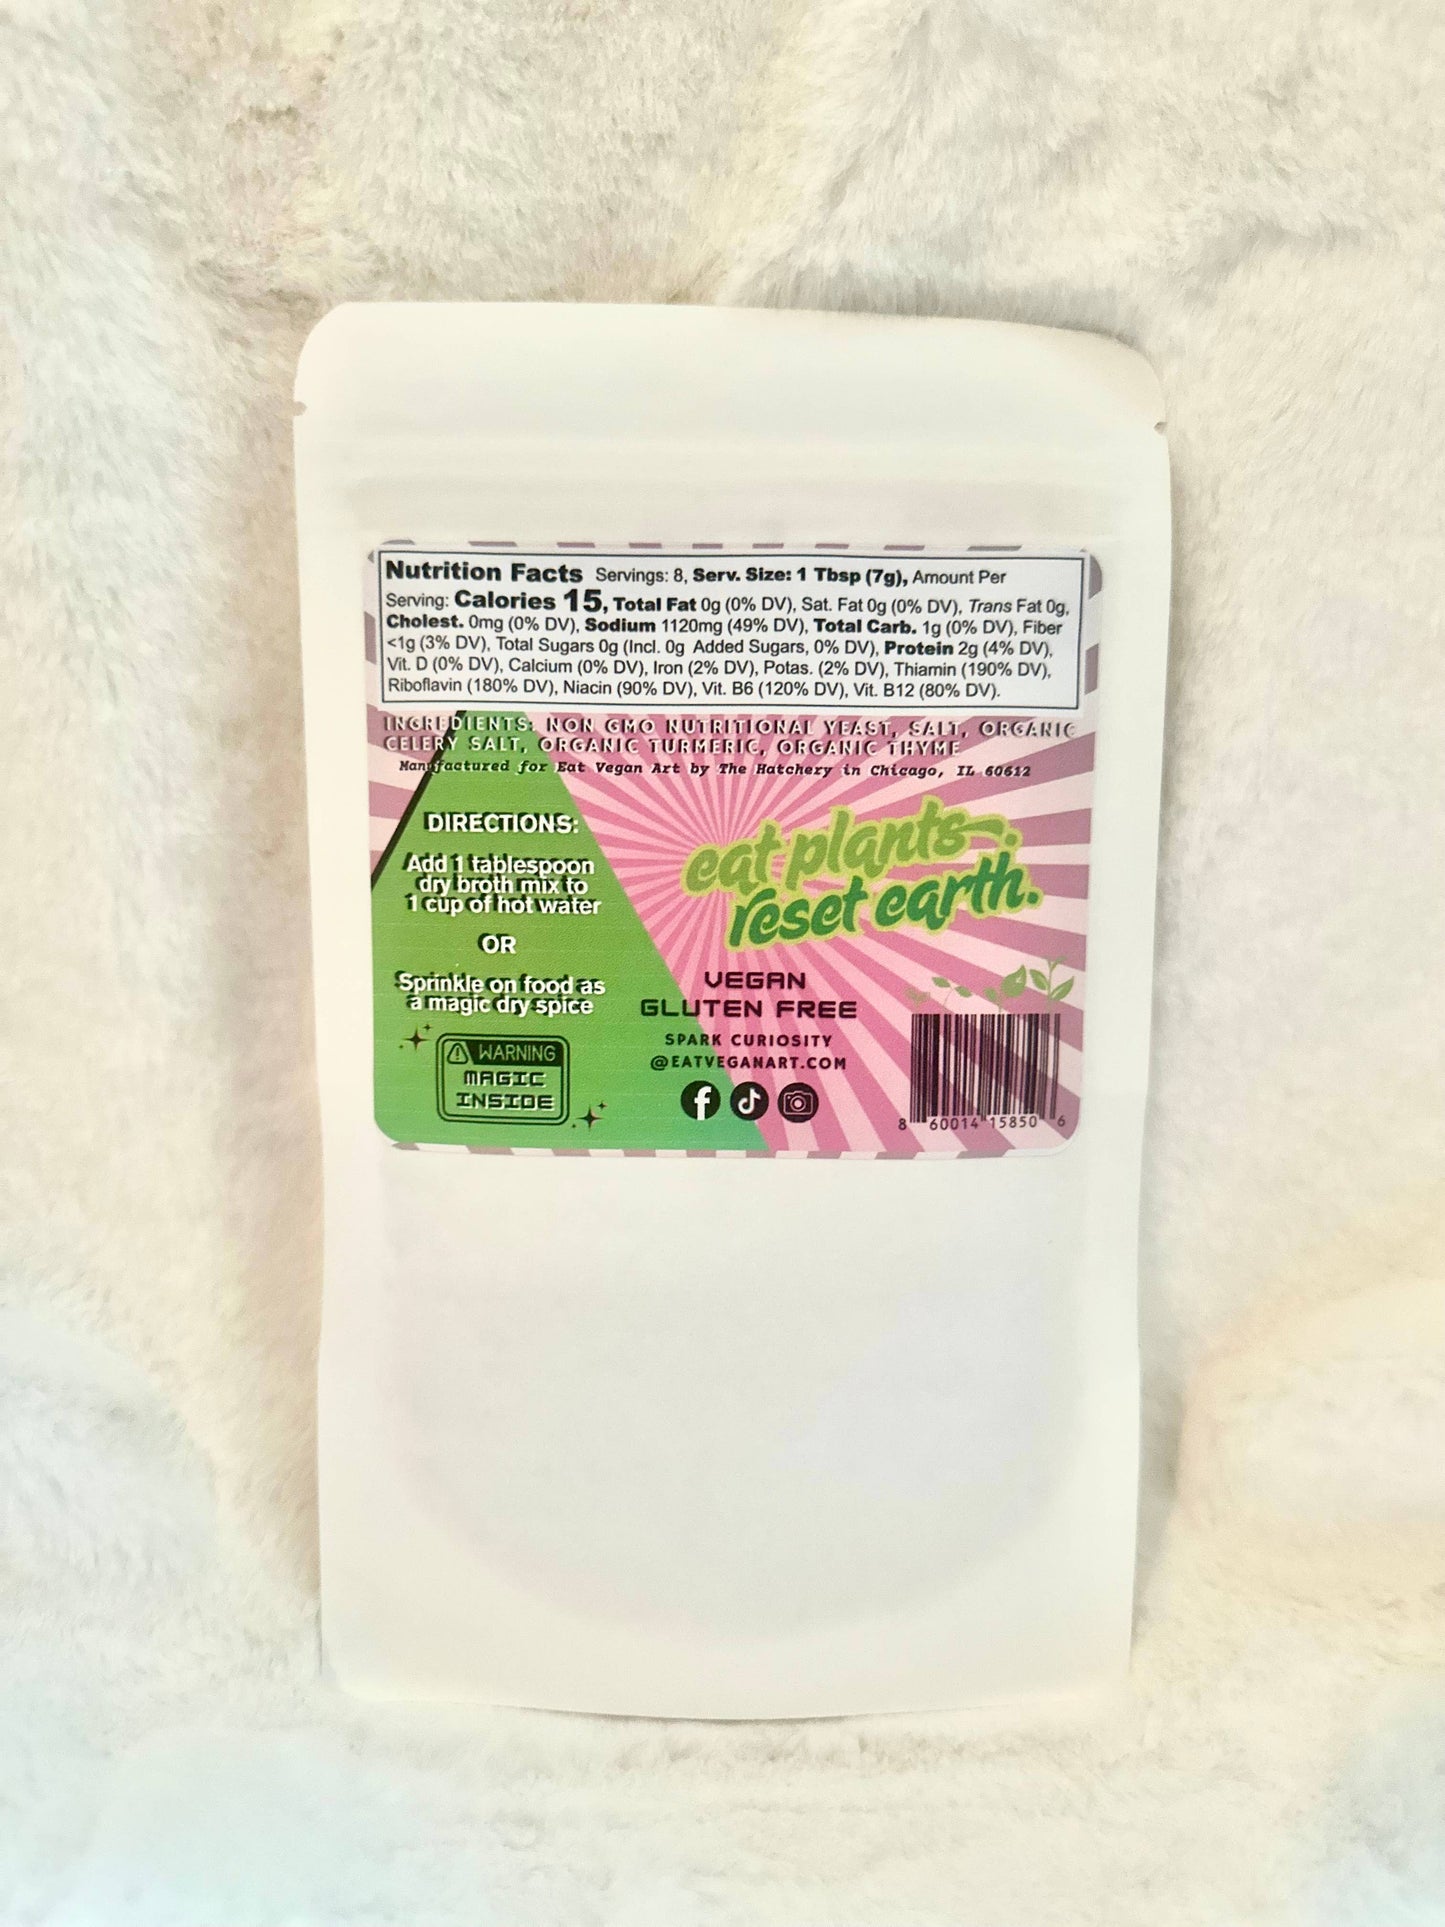 Nutrition Facts Servings: 8, Serv. Size: 1 Tbsp (7g), Amount Per
Serving: Calories 15, Total Fat 0g (0% DV), Sat. Fat 0g (0% DV), Trans Fat 0g,
Cholest. 0mg (0% DV), Sodium 1120mg (49% DV), Total Carb. 1g (0% DV), Fiber
<1g (3% DV), Total Sugars 0g (Incl. 0g Added Sugars, 0% DV), Protein 2g (4% DV),
Vit. D (0% DV), Calcium (0% DV), Iron (2% DV), Potas. (2% DV), Thiamin (190% DV),
Riboflavin (180% DV), Niacin (90% DV), Vit. B6 (120% DV), Vit. B12 (80% DV).
INGREDIENTS: NON GMO NUTRITIONAL YEAST, SALT, ORGANIC
CELERY SALT, ORGANIC TURMERIC, ORGANIC THYME
Manufactured for Eat Vegan Art by The Hatchery in Chicago, IL 60612
DIRECTIONS:
Add 1 tablespoon
dry broth mix to
1 cup of hot water
OR
Sprinkle on food as
a magic dry spice
WARNING
MAGIC
INSIDE
eat plants.
reset earth.
VEGAN
GLUTEN FREE
SPARK CURIOSITY
@EATVEGANART.COM
8 60014 15850 6